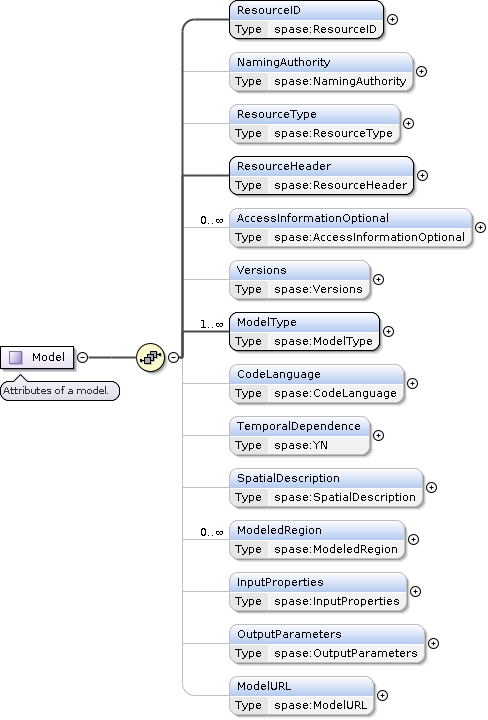 ResourceID
Type spase:ResourceID
NamingAuthority
Type spase:NamingAuthority
ResourceType
Type spase:ResourceType
ResourceHeader
Type spase:ResourceHeader
0..∞
AccessInformationOptional
Type spase:AccessInformationOptional
Versions
Type spase:Versions
1..∞
ModelType
Type spase:ModelType
Model
Attributes of a model.
CodeLanguage
Type spase:CodeLanguage
TemporalDependence
Type spase:YN
SpatialDescription
Type spase:SpatialDescription
0..∞
ModeledRegion
Type spase:ModeledRegion
InputProperties
Type spase:InputProperties
OutputParameters
Type spase:OutputParameters
ModelURL
Type spase:ModelURL